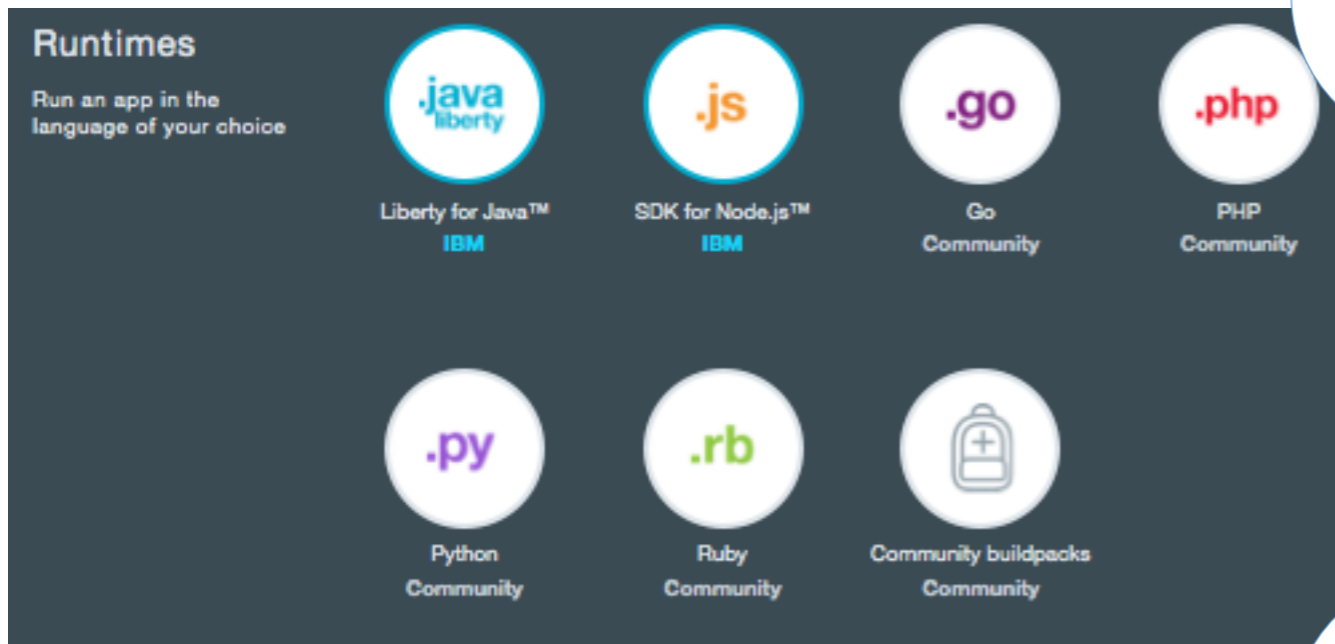 Runtimes
Run an app in the
language of your choice
.java
liberty
.js
.go
.php
Liberty for Java™
SDK for Node.js™
Go
PHP
IBM
IBM
Community
Community
.py
.rb
Python
Ruby
Community buildpacks
Community
Community
Community